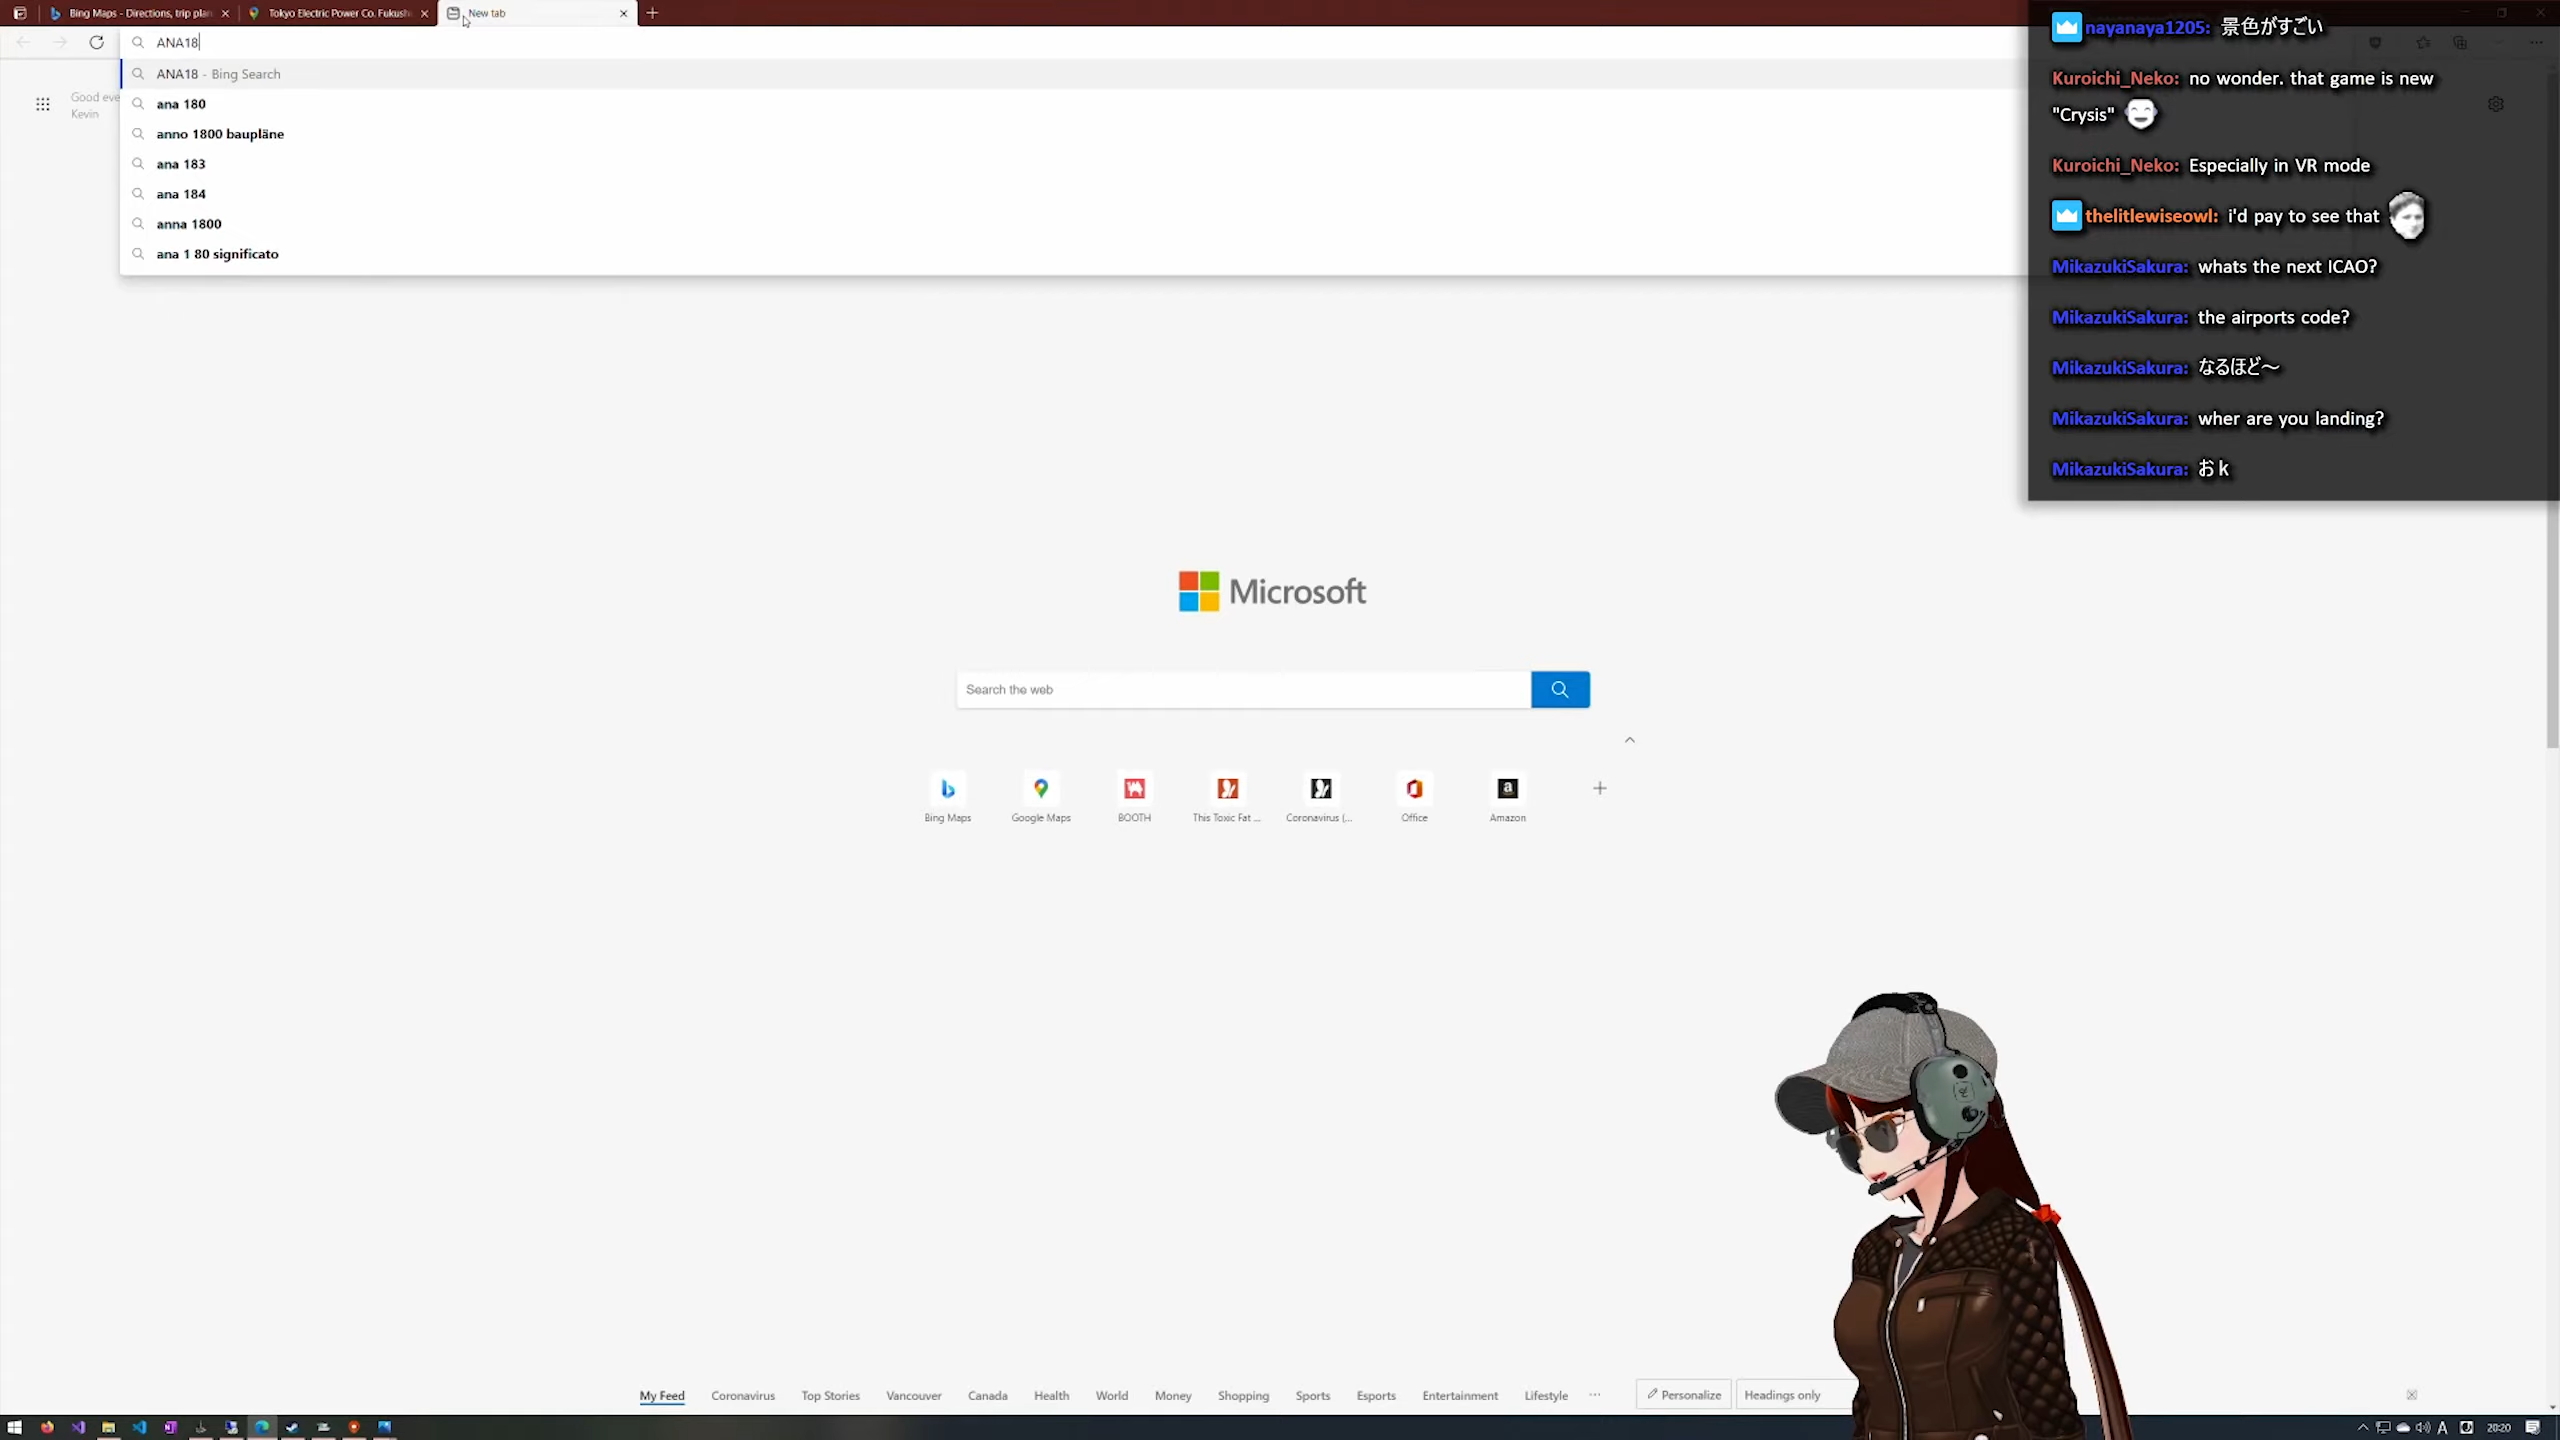 Bing Maps - Directions, trip plan
Tokyo Electric Power Co. Fukush
New tab
ANA18
ANA18 - Bing Search
ana 180
anno 1800 baupläne
ana 183
ana 184
anna 1800
ana 1 80 significato
Good eve
Kevin
nayanaya1205: 景色がすごい
Kuroichi_Neko: no wonder. that game is new
"Crysis"
Kuroichi_Neko: Especially in VR mode
thelitlewiseowl: i'd pay to see that
MikazukiSakura: whats the next ICAO?
MikazukiSakura: the airports code?
MikazukiSakura: なるほど～
MikazukiSakura: wher are you landing?
MikazukiSakura: おk
Microsoft
Search the web
Bing Maps
Google Maps
BOOTH
This Toxic Fat ...
Coronavirus (...
Office
Amazon
My Feed
Coronavirus
Top Stories
Vancouver
Canada
Health
World
Money
Shopping
Sports
Esports
Entertainment
Lifestyle
Personalize
Headings only
A
20:20